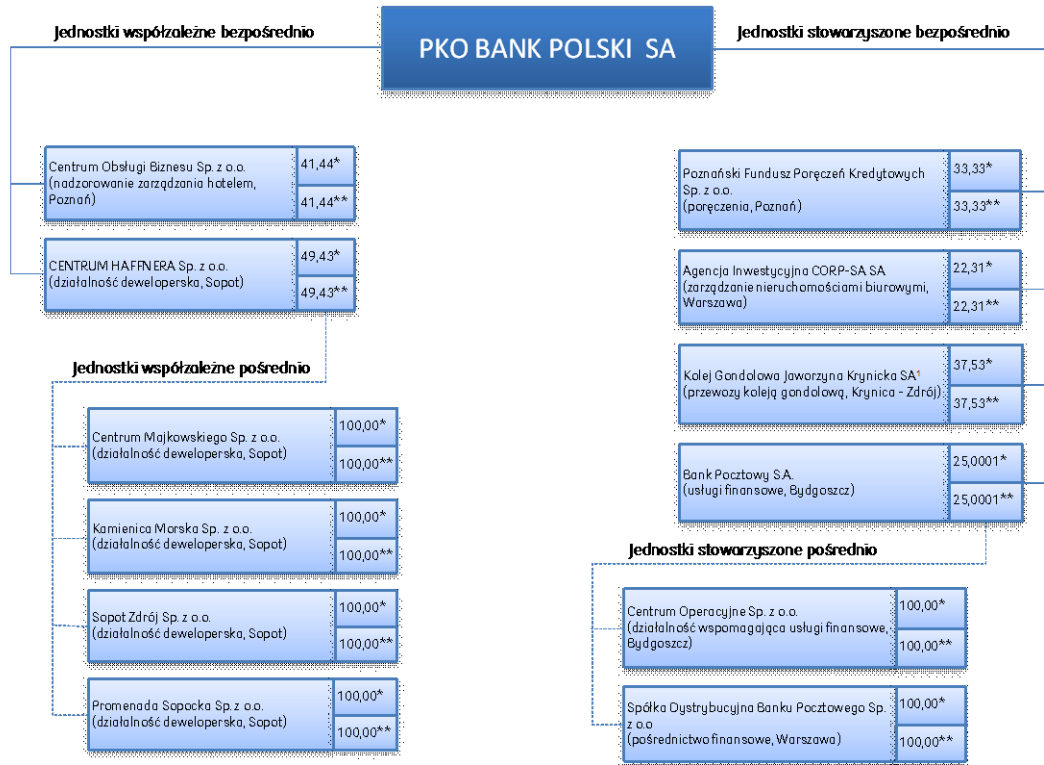 Jednostki współzależne bezpośrednio
PKO BANK POLSKI SA
Jednostki stowarzyszone bezpośrednio
Centrum Obsługi Biznesu Sp. z o.o.
(nadzorowanie zarządzania hotelem,
Poznań)
41,44*
41,44**
CENTRUM HAFFNERA Sp. z o.o.
(działalność deweloperska, Sopot)
49,43*
49,43**
Jednostki współzależne pośrednio
Centrum Majkowskiego Sp. z o.o.
(działalność deweloperska, Sopot)
100,00*
100,00**
Kamienica Morska Sp. z o.o.
(działalność deweloperska, Sopot)
100,00*
100,00**
Sopot Zdrój Sp. z o.o.
(działalność deweloperska, Sopot)
100,00*
100,00**
Promenada Sopocka Sp. z o.o.
(działalność deweloperska, Sopot)
100,00*
100,00**
Poznański Fundusz Poręczeń Kredytowych
Sp. z o.o.
(poręczenia, Poznań)
33,33*
33,33**
Agencja Inwestycyjna CORP-SA SA
(zarządzanie nieruchomościami biurowymi,
Warszawa)
22,31*
22,31**
Kolej Gondolowa Jaworzyna Krynicka SA¹
(przewozy koleją gondolową, Krynica - Zdrój)
37,53*
37,53**
Bank Pocztowy S.A.
(usługi finansowe, Bydgoszcz)
25,0001*
25,0001**
Jednostki stowarzyszone pośrednio
Centrum Operacyjne Sp. z o.o.
(działalność wspomagająca usługi finansowe,
Bydgoszcz)
100,00*
100,00**
Spółka Dystrybucyjna Banku Pocztowego Sp.
z o.o
(pośrednictwo finansowe, Warszawa)
100,00*
100,00**